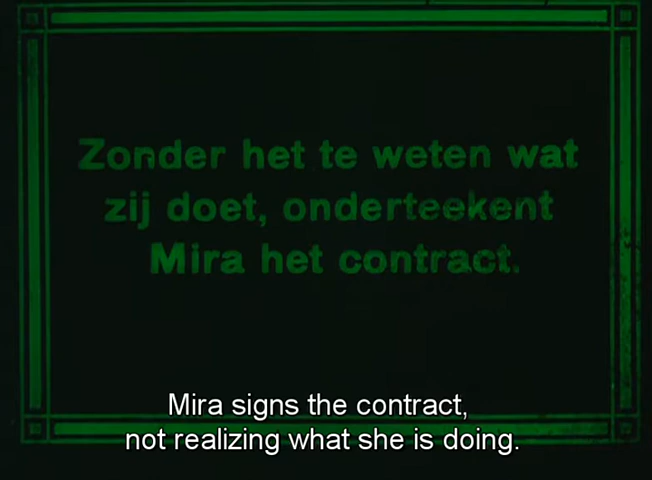 Zonder het te weten wat
zij doet, onderteekent
Mira het contract.
Mira signs the contract,
not realizing what she is doing.